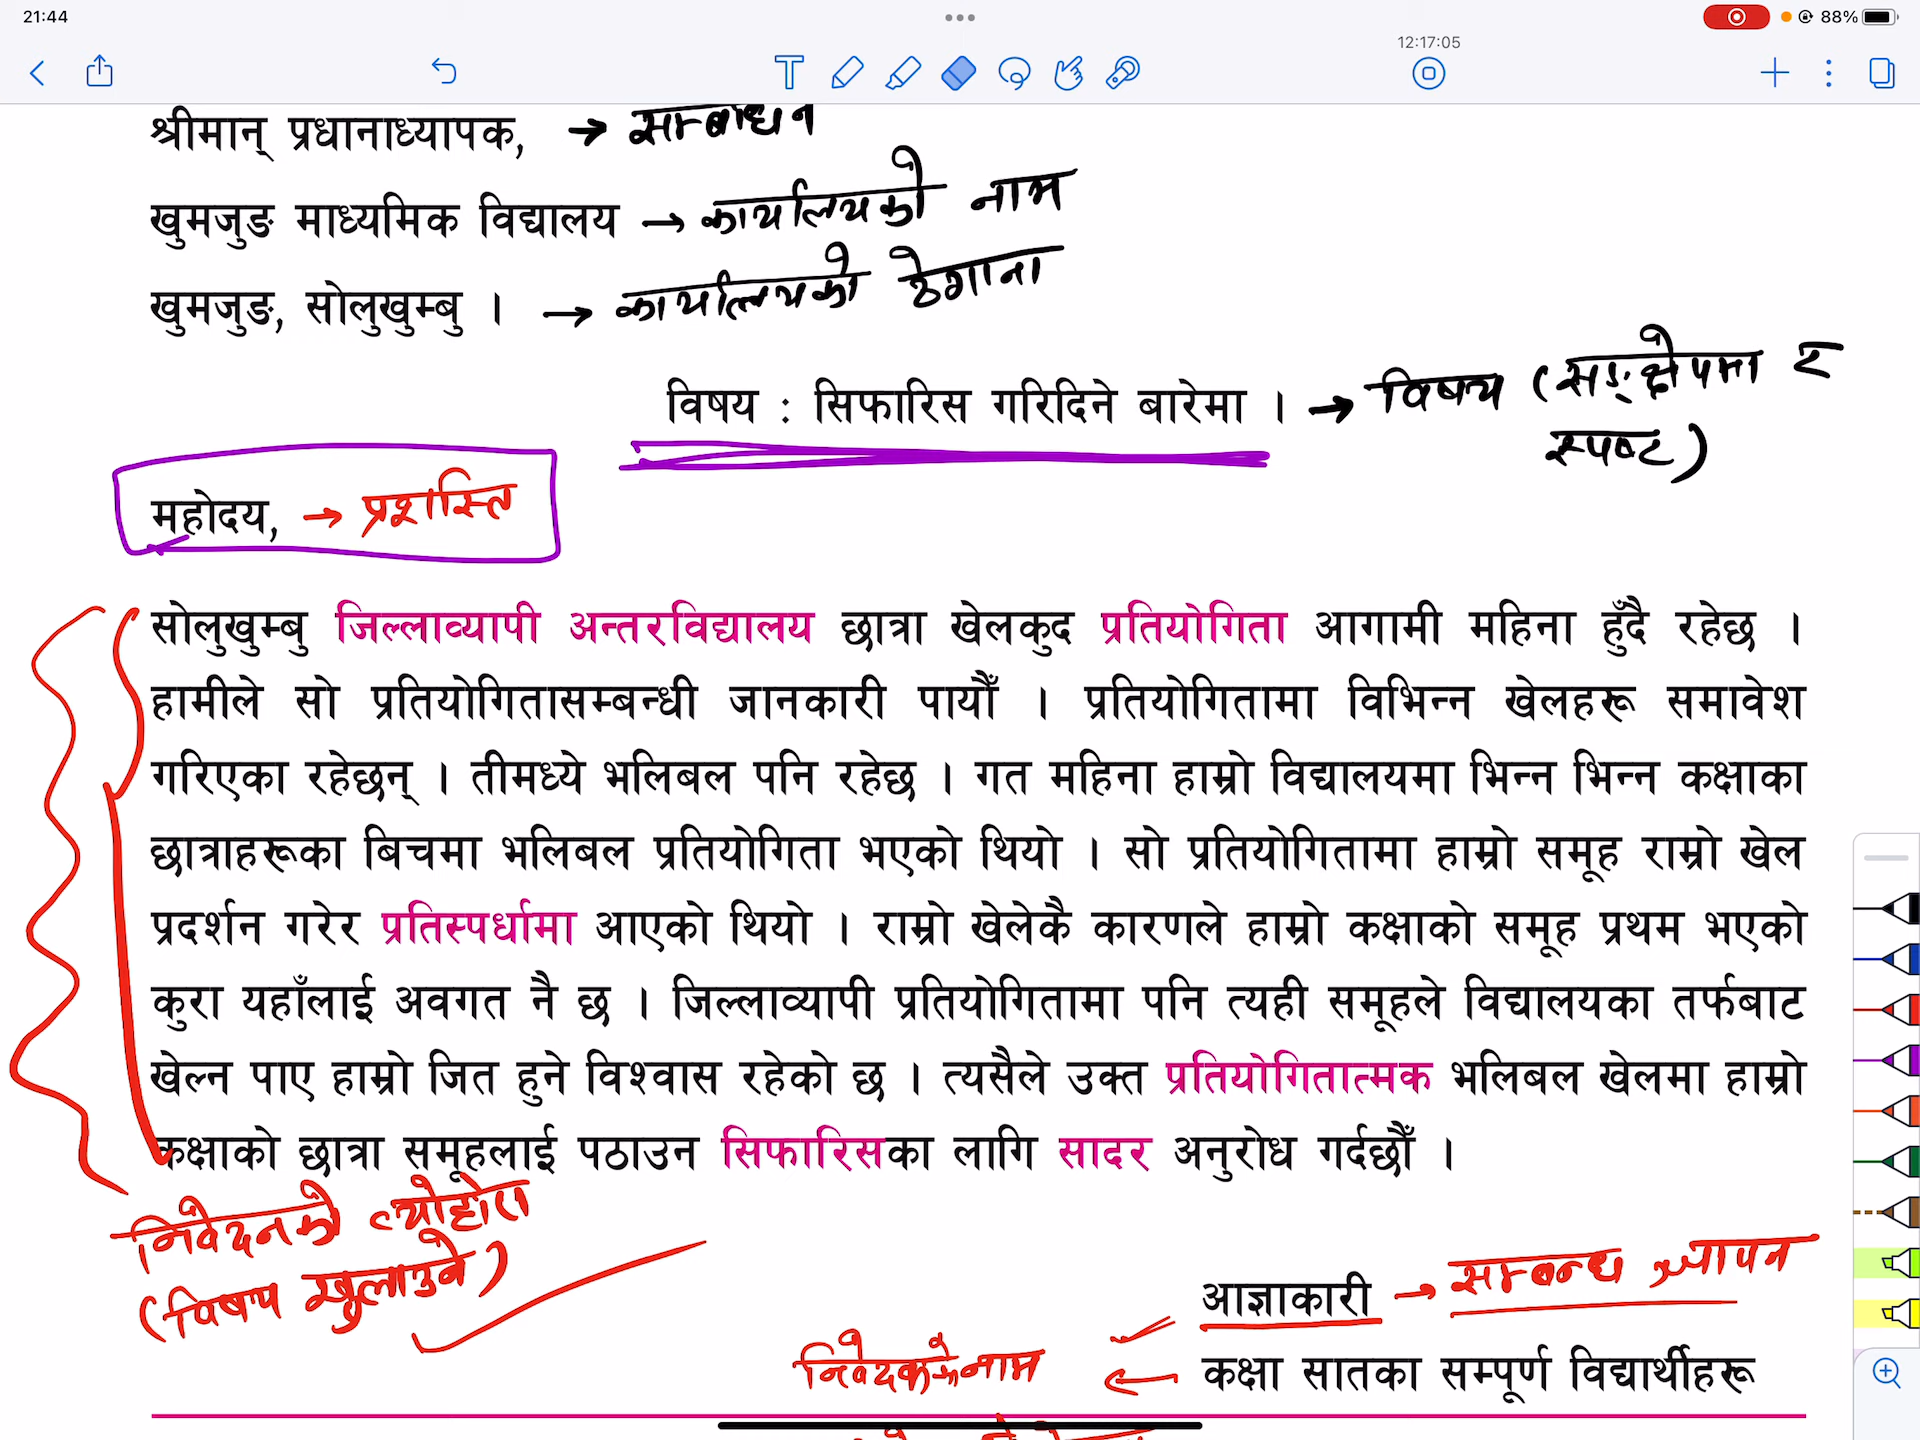 21:44
88%
12:17:05
श्रीमान् प्रधानाध्यापक, → सम्बोधन
खुमजुङ माध्यमिक विद्यालय → कार्यालयको नाम
खुमजुङ, सोलुखुम्बु । → कार्यालयको ठेगाना
विषय : सिफारिस गरिदिने बारेमा । → विषय (सङ्क्षेपमा र
स्पष्ट)
महोदय, → प्रशस्ति
सोलुखुम्बु जिल्लाव्यापी अन्तरविद्यालय छात्रा खेलकुद प्रतियोगिता आगामी महिना हुँदै रहेछ ।
हामीले सो प्रतियोगितासम्बन्धी जानकारी पायौँ । प्रतियोगितामा विभिन्न खेलहरू समावेश
गरिएका रहेछन् । तीमध्ये भलिबल पनि रहेछ । गत महिना हाम्रो विद्यालयमा भिन्न भिन्न कक्षाका
छात्राहरूका बिचमा भलिबल प्रतियोगिता भएको थियो । सो प्रतियोगितामा हाम्रो समूह राम्रो खेल
प्रदर्शन गरेर प्रतिस्पर्धामा आएको थियो । राम्रो खेलेकै कारणले हाम्रो कक्षाको समूह प्रथम भएको
कुरा यहाँलाई अवगत नै छ । जिल्लाव्यापी प्रतियोगितामा पनि त्यही समूहले विद्यालयका तर्फबाट
खेल्न पाए हाम्रो जित हुने विश्वास रहेको छ । त्यसैले उक्त प्रतियोगितात्मक भलिबल खेलमा हाम्रो
कक्षाको छात्रा समूहलाई पठाउन सिफारिसका लागि सादर अनुरोध गर्दछौँ ।
निवेदनको व्योहोरा
(विषय खुलाउने)
आज्ञाकारी → सम्बन्ध ज्ञापन
निवेदकको नाम ← कक्षा सातका सम्पूर्ण विद्यार्थीहरू